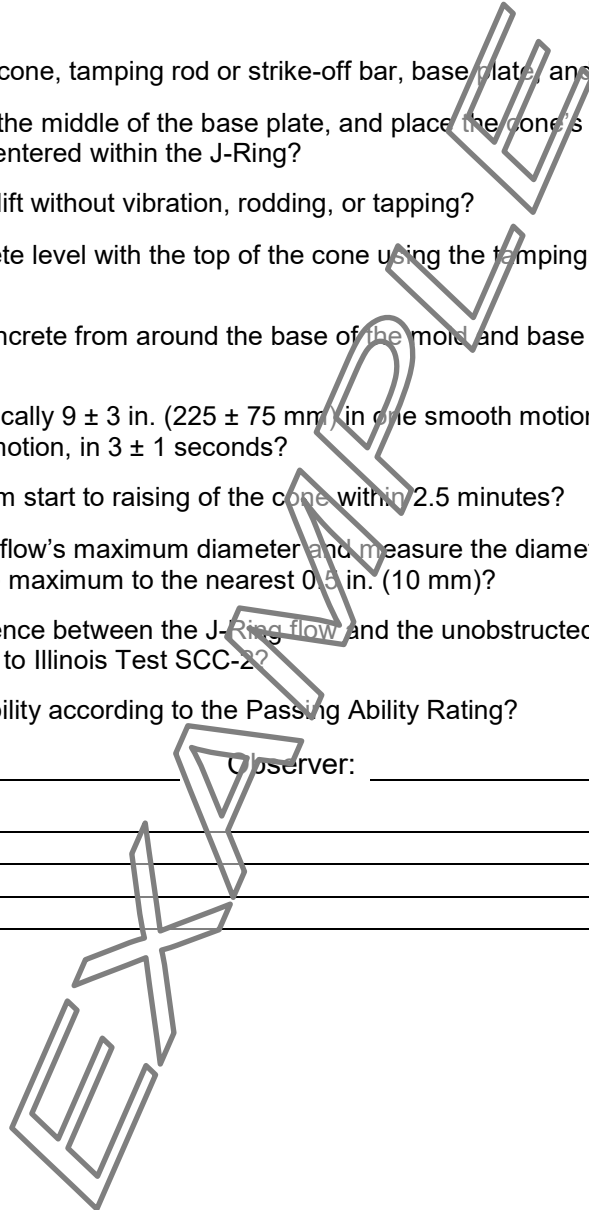 cone, tamping rod or strike-off bar, base plate, and
the middle of the base plate, and place the cone's
entered within the J-Ring?
lift without vibration, rodding, or tapping?
ete level with the top of the cone using the tamping
ncrete from around the base of the mold and base
cally 9 ± 3 in. (225 ± 75 mm) in one smooth motion
notion, in 3 ± 1 seconds?
m start to raising of the cone within 2.5 minutes?
flow's maximum diameter and measure the diame
maximum to the nearest 0.5 in. (10 mm)?
ence between the J-Ring flow and the unobstructed
to Illinois Test SCC-2?
bility according to the Passing Ability Rating?
Observer:
EXAMPLE